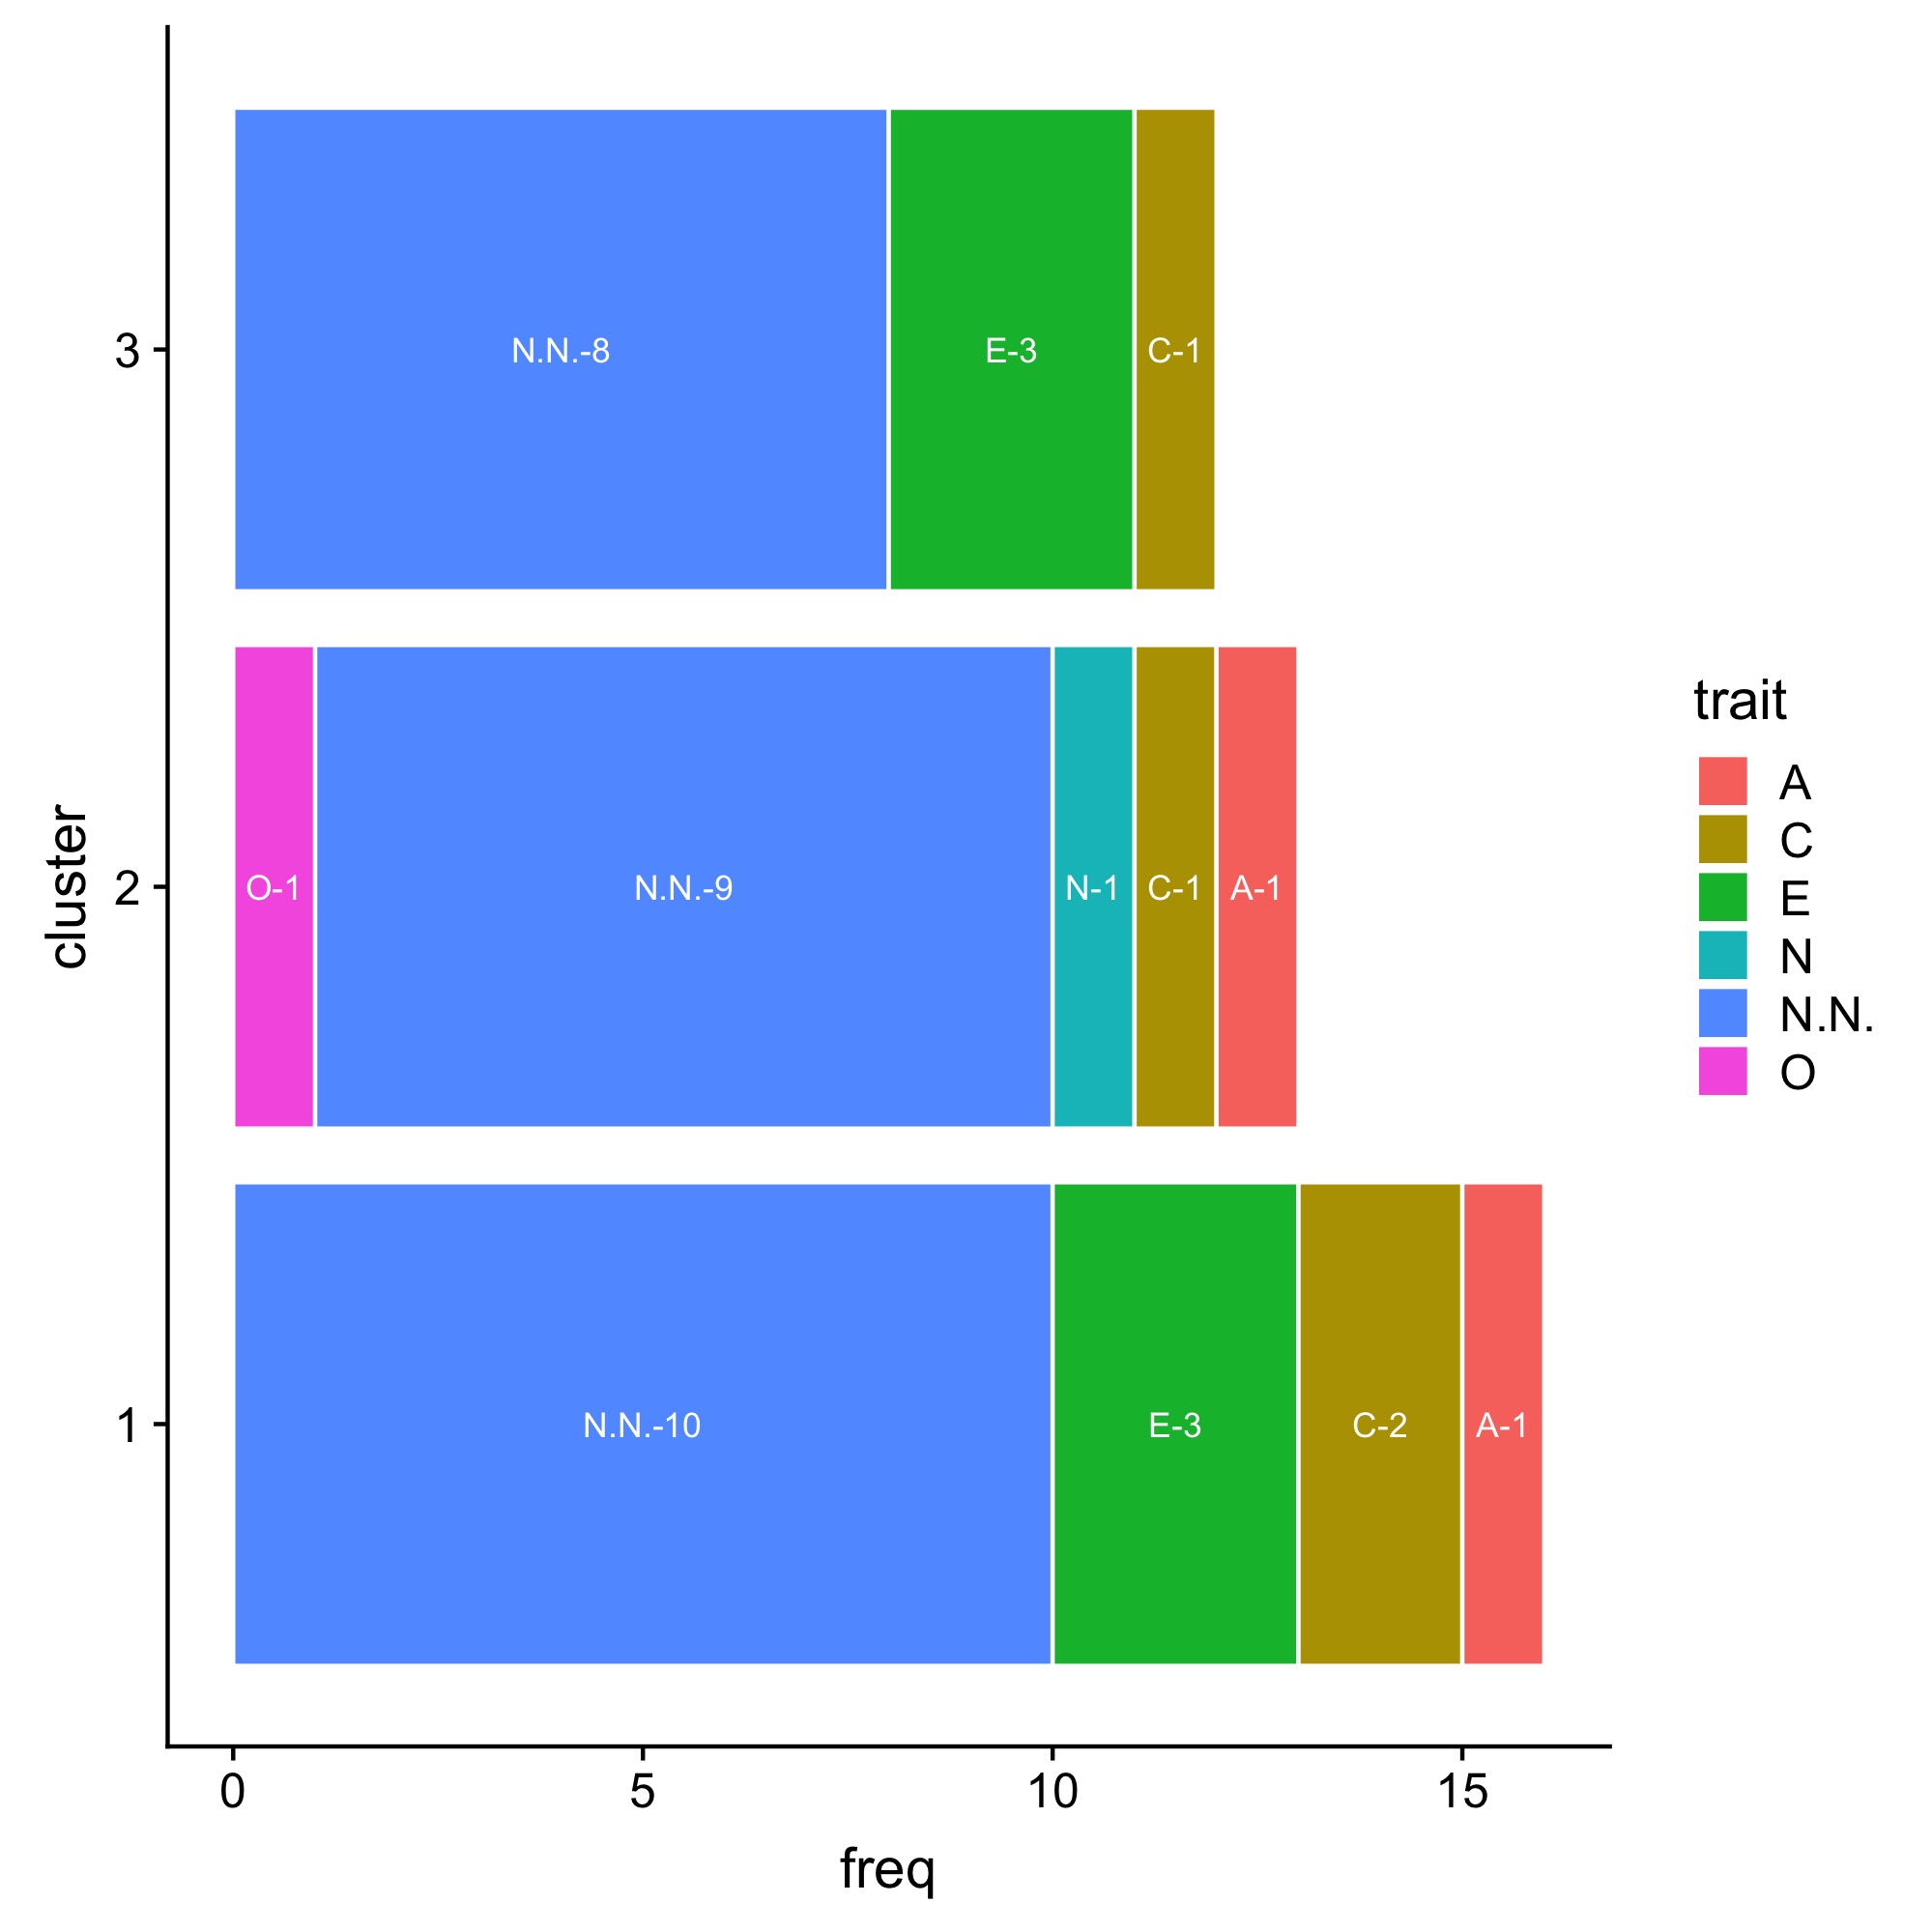 3
N.N.-8 E-3 C-1
2
O-1 N.N.-9 N-1 C-1 A-1
1
N.N.-10 E-3 C-2 A-1
cluster
0 5 10 15
freq
trait
A
C
E
N
N.N.
O